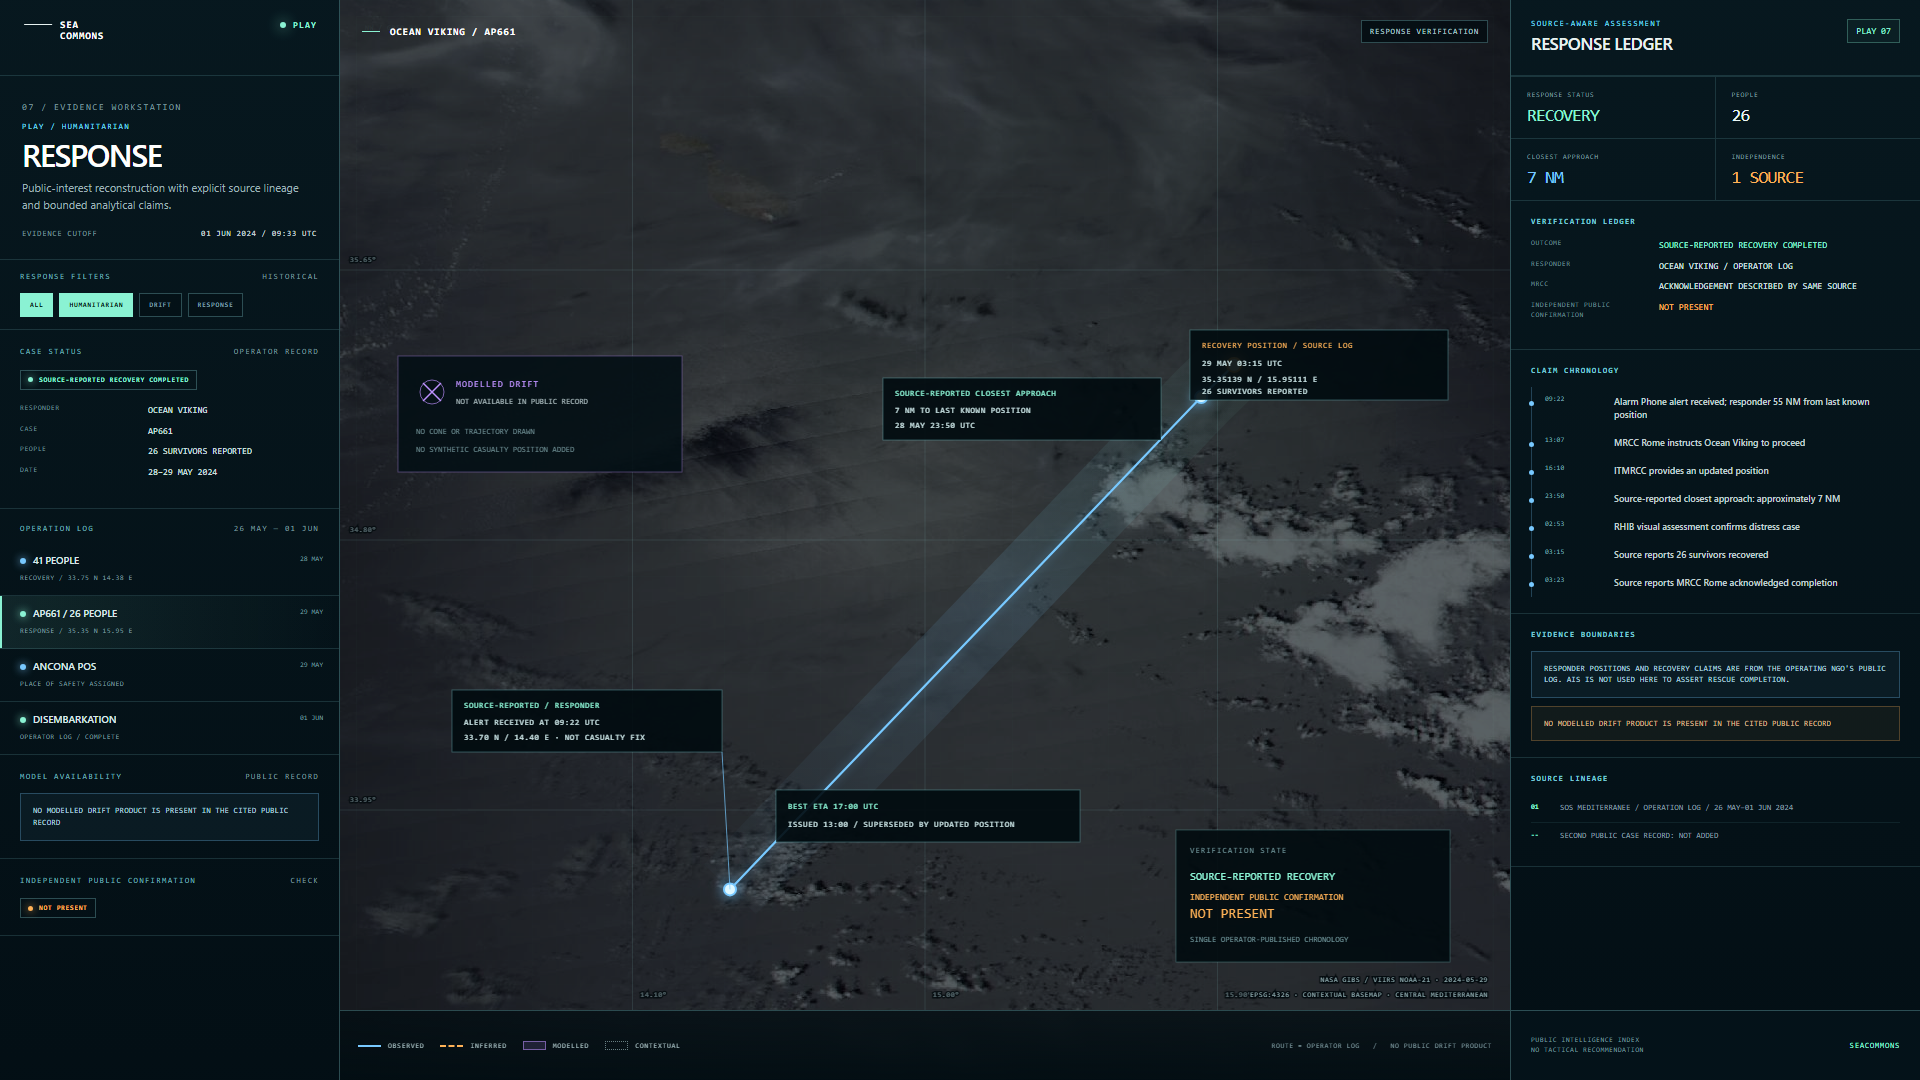 SEA
COMMONS
PLAY
07 / EVIDENCE WORKSTATION
PLAY / HUMANITARIAN
RESPONSE
Public-interest reconstruction with explicit source lineage
and bounded analytical claims.
EVIDENCE CUTOFF
01 JUN 2024 / 09:33 UTC
RESPONSE FILTERS
HISTORICAL
ALL
HUMANITARIAN
DRIFT
RESPONSE
CASE STATUS
OPERATOR RECORD
SOURCE-REPORTED RECOVERY COMPLETED
RESPONDER
OCEAN VIKING
CASE
AP661
PEOPLE
26 SURVIVORS REPORTED
DATE
28–29 MAY 2024
OPERATION LOG
26 MAY — 01 JUN
41 PEOPLE
28 MAY
RECOVERY / 33.75 N 14.38 E
AP661 / 26 PEOPLE
29 MAY
RESPONSE / 35.35 N 15.95 E
ANCONA POS
29 MAY
PLACE OF SAFETY ASSIGNED
DISEMBARKATION
01 JUN
OPERATOR LOG / COMPLETE
MODEL AVAILABILITY
PUBLIC RECORD
NO MODELLED DRIFT PRODUCT IS PRESENT IN THE CITED PUBLIC
RECORD
INDEPENDENT PUBLIC CONFIRMATION
CHECK
NOT PRESENT
OCEAN VIKING / AP661
RESPONSE VERIFICATION
35.65°
34.80°
33.95°
14.10°
15.00°
15.90°
MODELLED DRIFT
NOT AVAILABLE IN PUBLIC RECORD
NO CONE OR TRAJECTORY DRAWN
NO SYNTHETIC CASUALTY POSITION ADDED
SOURCE-REPORTED CLOSEST APPROACH
7 NM TO LAST KNOWN POSITION
28 MAY 23:50 UTC
RECOVERY POSITION / SOURCE LOG
29 MAY 03:15 UTC
35.35139 N / 15.95111 E
26 SURVIVORS REPORTED
SOURCE-REPORTED / RESPONDER
ALERT RECEIVED AT 09:22 UTC
33.70 N / 14.40 E · NOT CASUALTY FIX
BEST ETA 17:00 UTC
ISSUED 13:00 / SUPERSEDED BY UPDATED POSITION
VERIFICATION STATE
SOURCE-REPORTED RECOVERY
INDEPENDENT PUBLIC CONFIRMATION
NOT PRESENT
SINGLE OPERATOR-PUBLISHED CHRONOLOGY
NASA GIBS / VIIRS NOAA-21 · 2024-05-29
EPSG:4326 · CONTEXTUAL BASEMAP · CENTRAL MEDITERRANEAN
OBSERVED
INFERRED
MODELLED
CONTEXTUAL
ROUTE = OPERATOR LOG / NO PUBLIC DRIFT PRODUCT
SOURCE-AWARE ASSESSMENT
RESPONSE LEDGER
PLAY 07
RESPONSE STATUS
RECOVERY
PEOPLE
26
CLOSEST APPROACH
7 NM
INDEPENDENCE
1 SOURCE
VERIFICATION LEDGER
OUTCOME
SOURCE-REPORTED RECOVERY COMPLETED
RESPONDER
OCEAN VIKING / OPERATOR LOG
MRCC
ACKNOWLEDGEMENT DESCRIBED BY SAME SOURCE
INDEPENDENT PUBLIC
CONFIRMATION
NOT PRESENT
CLAIM CHRONOLOGY
09:22
Alarm Phone alert received; responder 55 NM from last known
position
13:07
MRCC Rome instructs Ocean Viking to proceed
16:10
ITMRCC provides an updated position
23:50
Source-reported closest approach: approximately 7 NM
02:53
RHIB visual assessment confirms distress case
03:15
Source reports 26 survivors recovered
03:23
Source reports MRCC Rome acknowledged completion
EVIDENCE BOUNDARIES
RESPONDER POSITIONS AND RECOVERY CLAIMS ARE FROM THE OPERATING NGO'S PUBLIC
LOG. AIS IS NOT USED HERE TO ASSERT RESCUE COMPLETION.
NO MODELLED DRIFT PRODUCT IS PRESENT IN THE CITED PUBLIC RECORD
SOURCE LINEAGE
01
SOS MEDITERRANEE / OPERATION LOG / 26 MAY–01 JUN 2024
--
SECOND PUBLIC CASE RECORD: NOT ADDED
PUBLIC INTELLIGENCE INDEX
NO TACTICAL RECOMMENDATION
SEACOMMONS